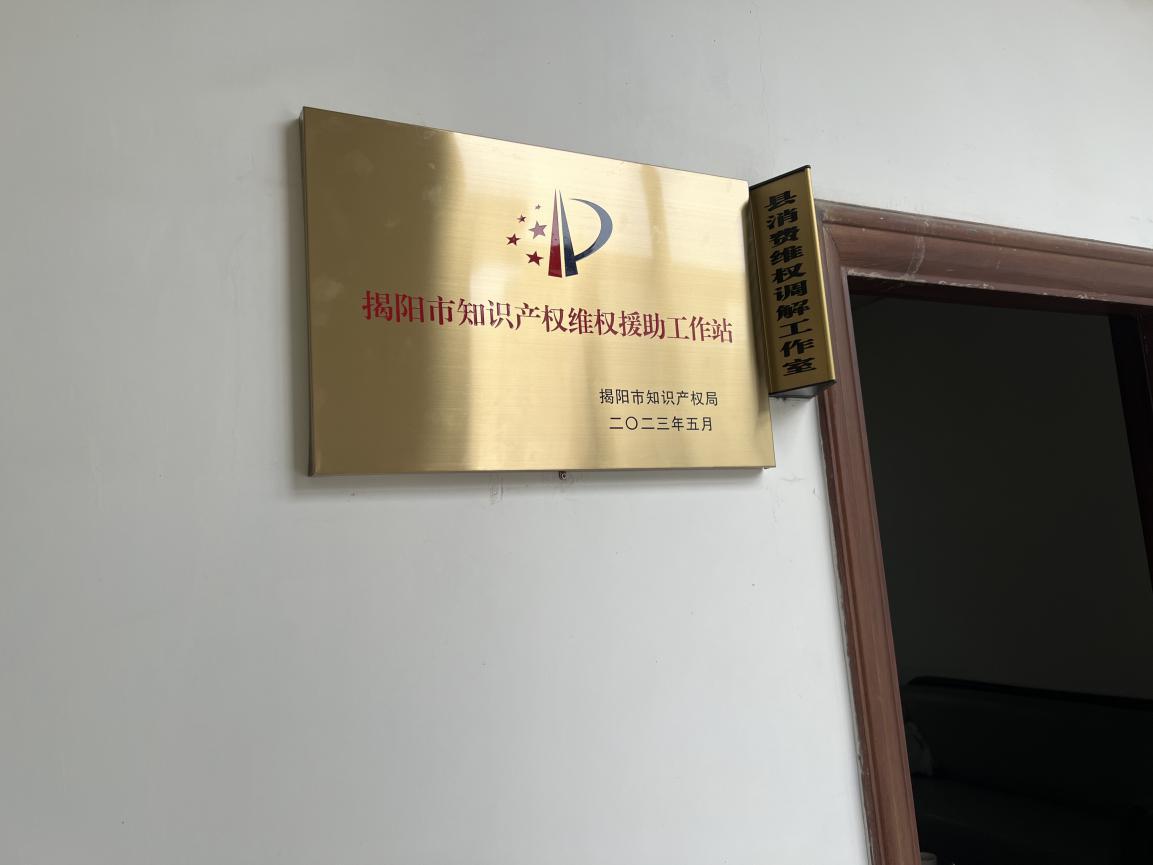 揭阳市知识产权维权援助工作站
揭阳市知识产权局
二〇二三年五月
县消费维权调解工作室